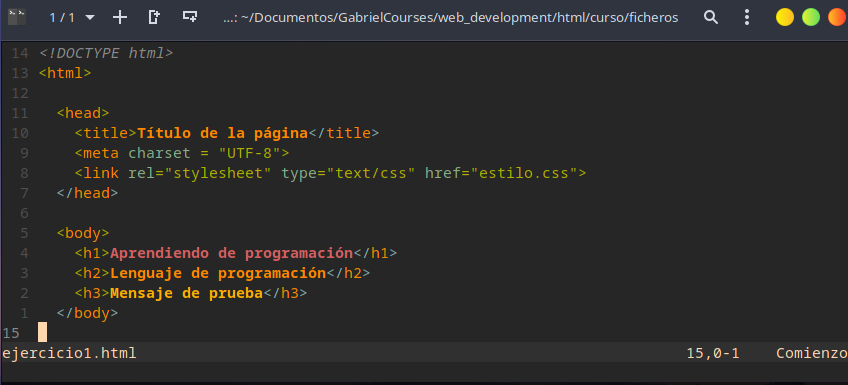 1 / 1 ...: ~/Documentos/GabrielCourses/web_development/html/curso/ficheros
14 <!DOCTYPE html>
13 <html>
12
11   <head>
10     <title>Título de la página</title>
9     <meta charset = "UTF-8">
8     <link rel="stylesheet" type="text/css" href="estilo.css">
7   </head>
6
5   <body>
4     <h1>Aprendiendo de programación</h1>
3     <h2>Lenguaje de programación</h2>
2     <h3>Mensaje de prueba</h3>
1   </body>
15
ejercicio1.html 15,0-1 Comienzo